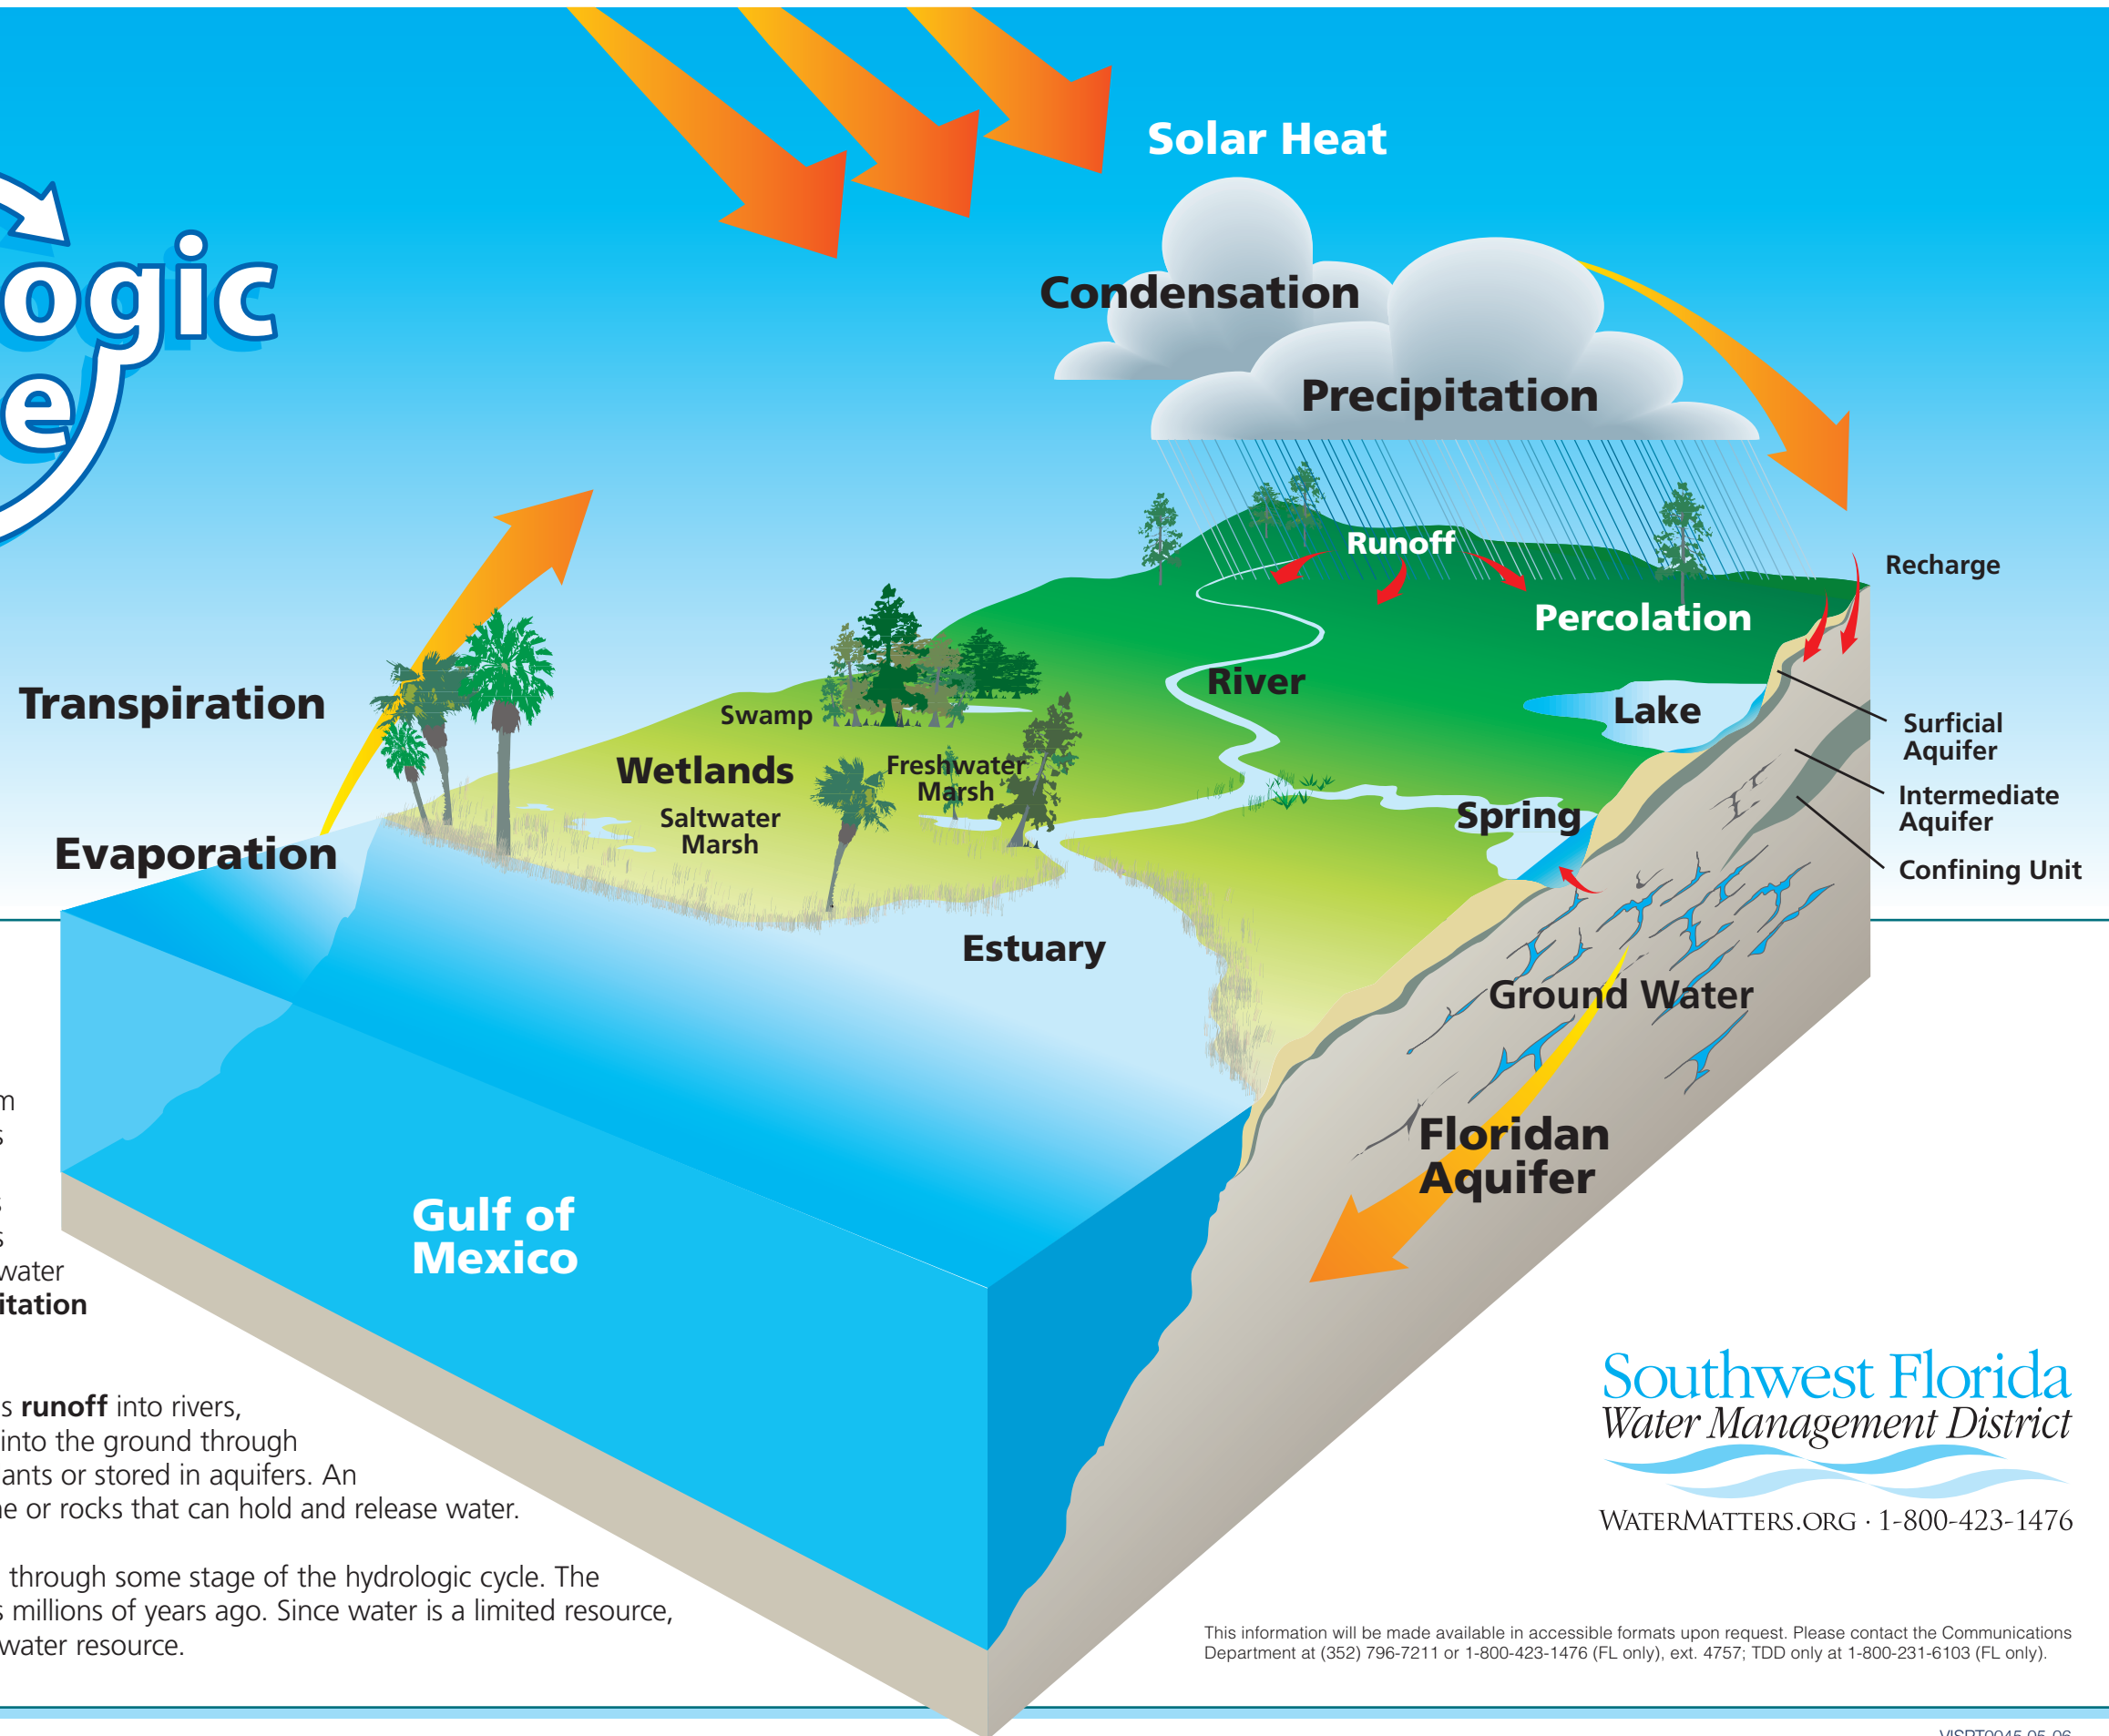 Solar Heat
ogic
e
Condensation
Precipitation
Runoff
Recharge
Percolation
River
Transpiration
Swamp
Lake
Surficial
Aquifer
Wetlands
Freshwater
Marsh
Intermediate
Aquifer
Saltwater
Marsh
Spring
Evaporation
Confining Unit
Estuary
Ground Water
Floridan
Aquifer
Gulf of
Mexico
m
s
s
s
water
itation
s runoff into rivers,
into the ground through
ants or stored in aquifers. An
ne or rocks that can hold and release water.
through some stage of the hydrologic cycle. The
s millions of years ago. Since water is a limited resource,
water resource.
Southwest Florida
Water Management District
WATERMATTERS.ORG · 1-800-423-1476
This information will be made available in accessible formats upon request. Please contact the Communications
Department at (352) 796-7211 or 1-800-423-1476 (FL only), ext. 4757; TDD only at 1-800-231-6103 (FL only).